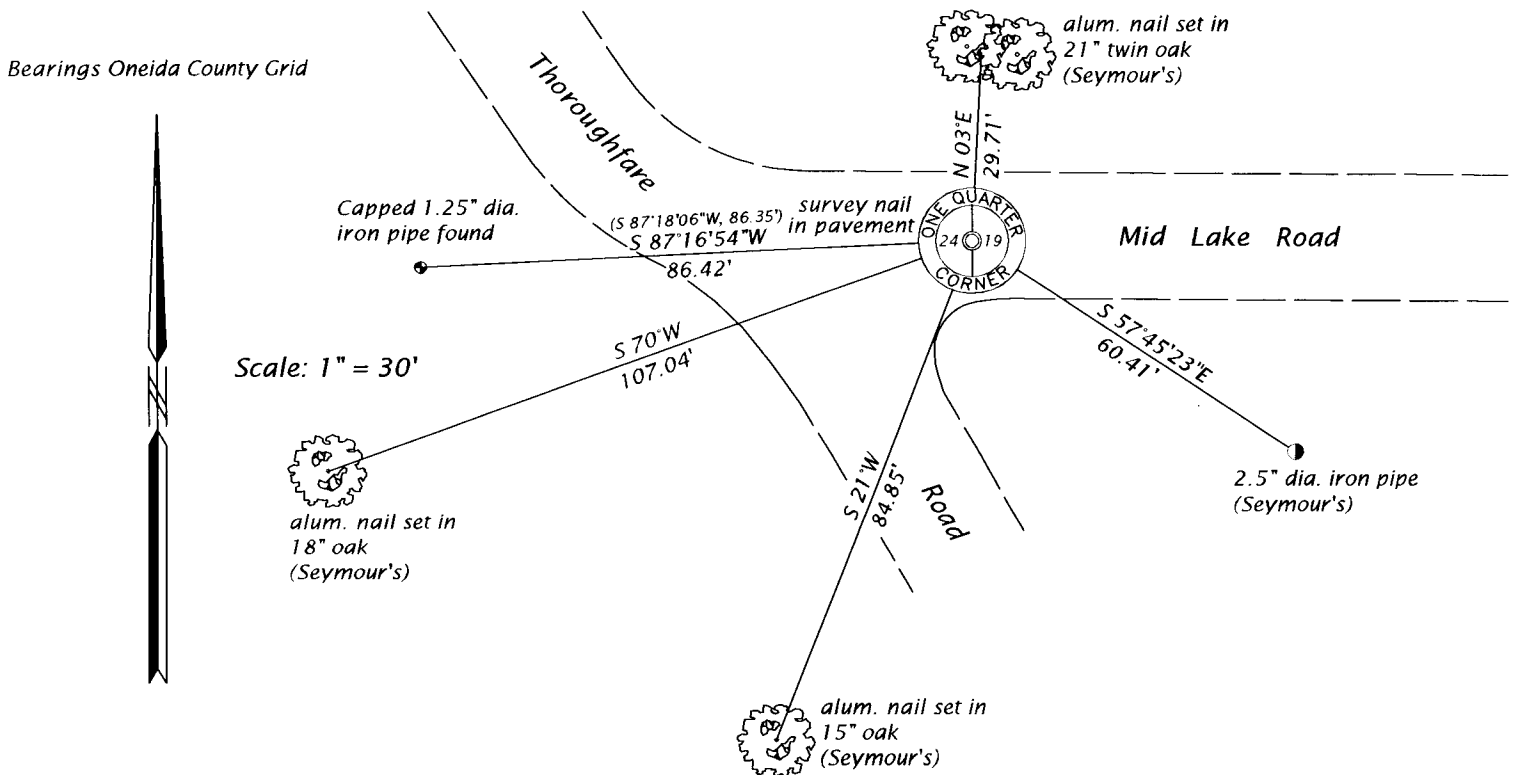 Bearings Oneida County Grid
alum. nail set in
21" twin oak
(Seymour's)
Thoroughfare
N 03°E
29.71'
Capped 1.25" dia.
iron pipe found
(S 87°18'06"W, 86.35')
S 87°16'54"W
86.42'
survey nail
in pavement
ONE QUARTER
24 19
CORNER
Mid Lake Road
Scale: 1" = 30'
S 70°W
107.04'
S 57°45'23"E
60.41'
S 21°W
84.85'
Road
2.5" dia. iron pipe
(Seymour's)
alum. nail set in
18" oak
(Seymour's)
alum. nail set in
15" oak
(Seymour's)